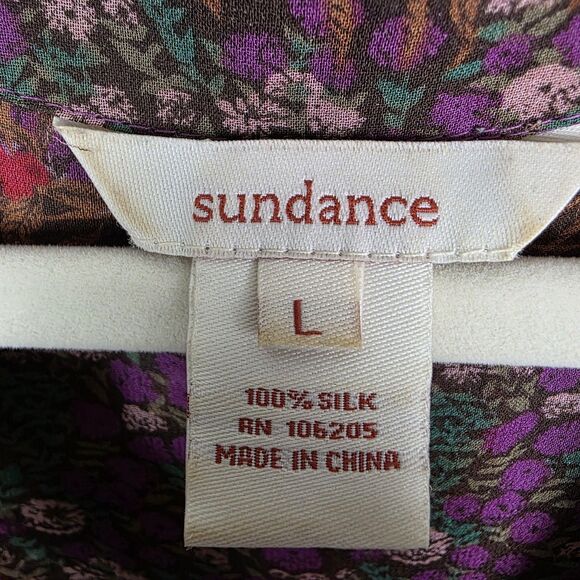 sundance
L
100% SILK
RN 106205
MADE IN CHINA